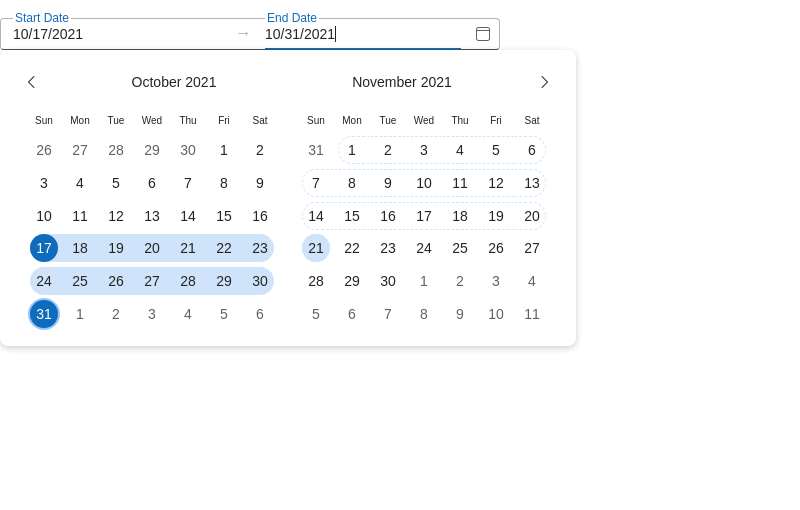 Start Date End Date
10/17/2021 → 10/31/2021
October 2021 November 2021
Sun Mon Tue Wed Thu Fri Sat Sun Mon Tue Wed Thu Fri Sat
26 27 28 29 30 1 2 31 1 2 3 4 5 6
3 4 5 6 7 8 9 7 8 9 10 11 12 13
10 11 12 13 14 15 16 14 15 16 17 18 19 20
17 18 19 20 21 22 23 21 22 23 24 25 26 27
24 25 26 27 28 29 30 28 29 30 1 2 3 4
31 1 2 3 4 5 6 5 6 7 8 9 10 11